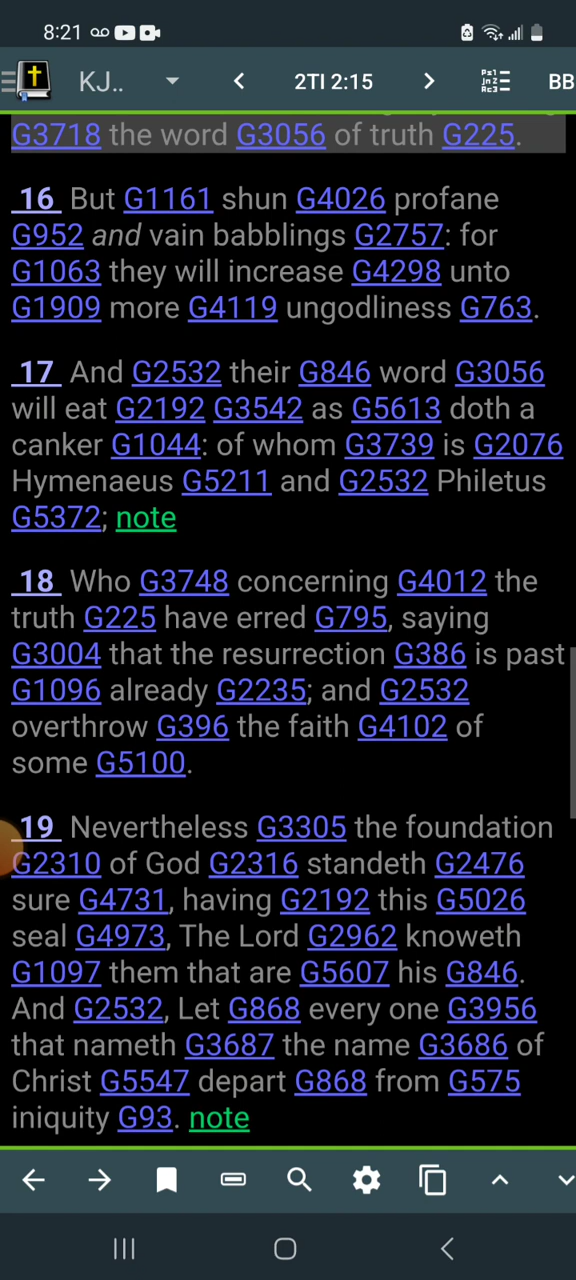 8:21
KJ..
2TI 2:15
Ps1
JnZ
Rc3
BB
G3718 the word G3056 of truth G225.
16 But G1161 shun G4026 profane
G952 and vain babblings G2757: for
G1063 they will increase G4298 unto
G1909 more G4119 ungodliness G763.
17 And G2532 their G846 word G3056
will eat G2192 G3542 as G5613 doth a
canker G1044: of whom G3739 is G2076
Hymenaeus G5211 and G2532 Philetus
G5372; note
18 Who G3748 concerning G4012 the
truth G225 have erred G795, saying
G3004 that the resurrection G386 is past
G1096 already G2235; and G2532
overthrow G396 the faith G4102 of
some G5100.
19 Nevertheless G3305 the foundation
G2310 of God G2316 standeth G2476
sure G4731, having G2192 this G5026
seal G4973, The Lord G2962 knoweth
G1097 them that are G5607 his G846.
And G2532, Let G868 every one G3956
that nameth G3687 the name G3686 of
Christ G5547 depart G868 from G575
iniquity G93. note